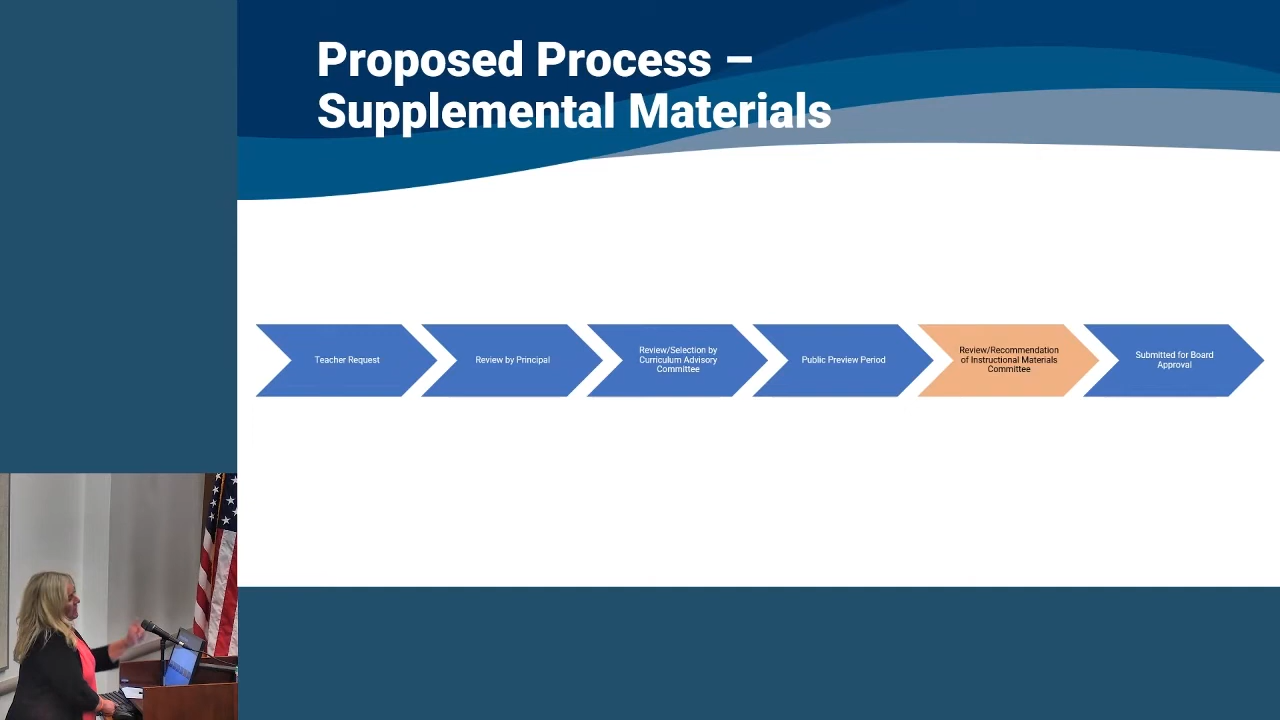 Proposed Process –
Supplemental Materials
Teacher Request
Review by Principal
Review/Selection by
Curriculum Advisory
Committee
Public Preview Period
Review/Recommendation
of Instructional Materials
Committee
Submitted for Board
Approval